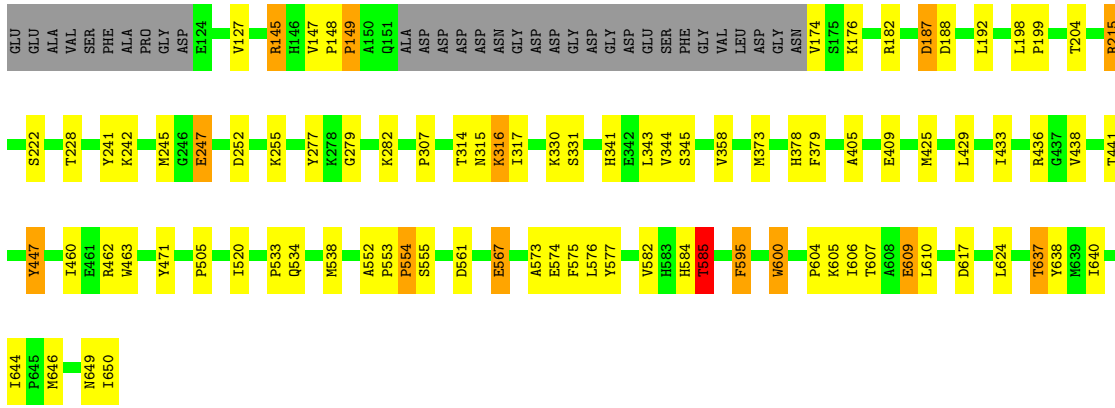 GLU GLU ALA VAL SER PHE ALA PRO GLY ASP E124 V127 R145 H146 V147 P148 P149 A150 Q151 ALA ASP ASP ASP ASP ASN GLY ASP ASP GLY ASP GLY ASP GLU SER PHE GLY VAL LEU ASP GLY ASN V174 S175 K176 R182 D187 D188 L192 L198 P199 T204 R215
S222 T228 Y241 K242 M245 G246 E247 D252 K255 Y277 K278 G279 K282 P307 T314 N315 K316 I317 K330 S331 H341 E342 L343 V344 S345 V358 M373 H378 F379 A405 E409 M425 L429 I433 R436 G437 V438 T441
Y447 I460 E461 R462 W463 Y471 P505 I520 P533 Q534 M538 A552 P553 P554 S555 D561 E567 A573 E574 F575 L576 Y577 V582 H583 H584 T585 F595 W600 P604 K605 I606 T607 A608 E609 L610 D617 L624 T637 Y638 M639 I640
I644 P645 M646 N649 I650